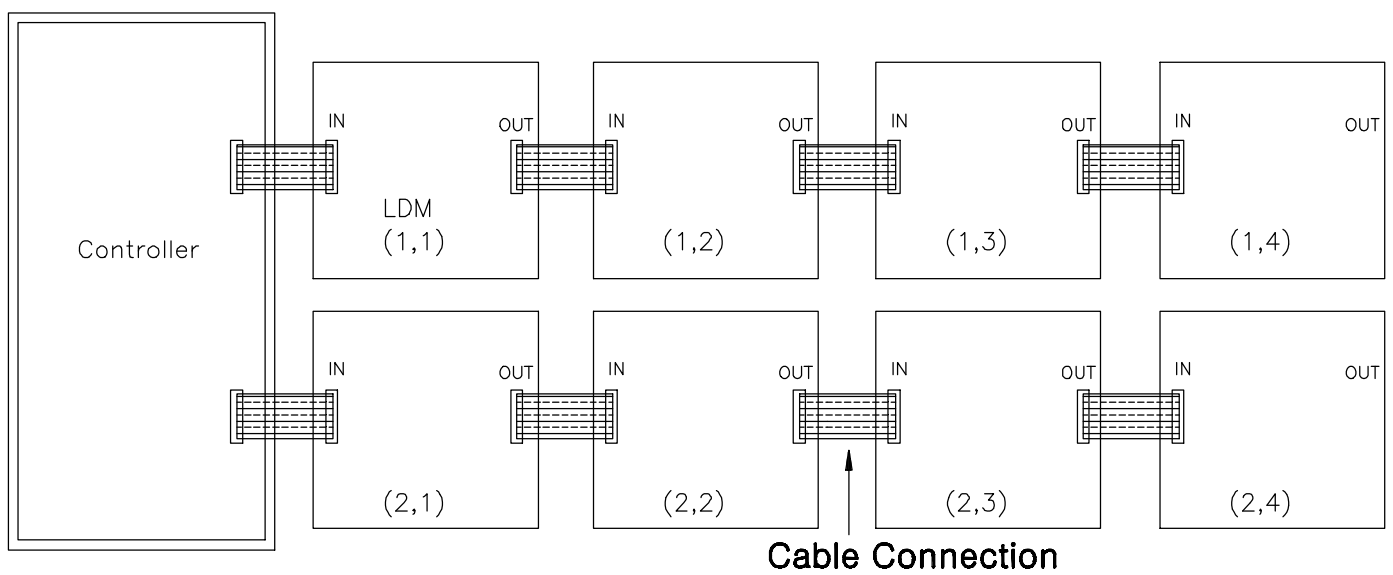 IN
OUT
IN
OUT
IN
OUT
IN
OUT
LDM
(1,1)
(1,2)
(1,3)
(1,4)
Controller
IN
OUT
IN
OUT
IN
OUT
IN
OUT
(2,1)
(2,2)
(2,3)
(2,4)
Cable Connection